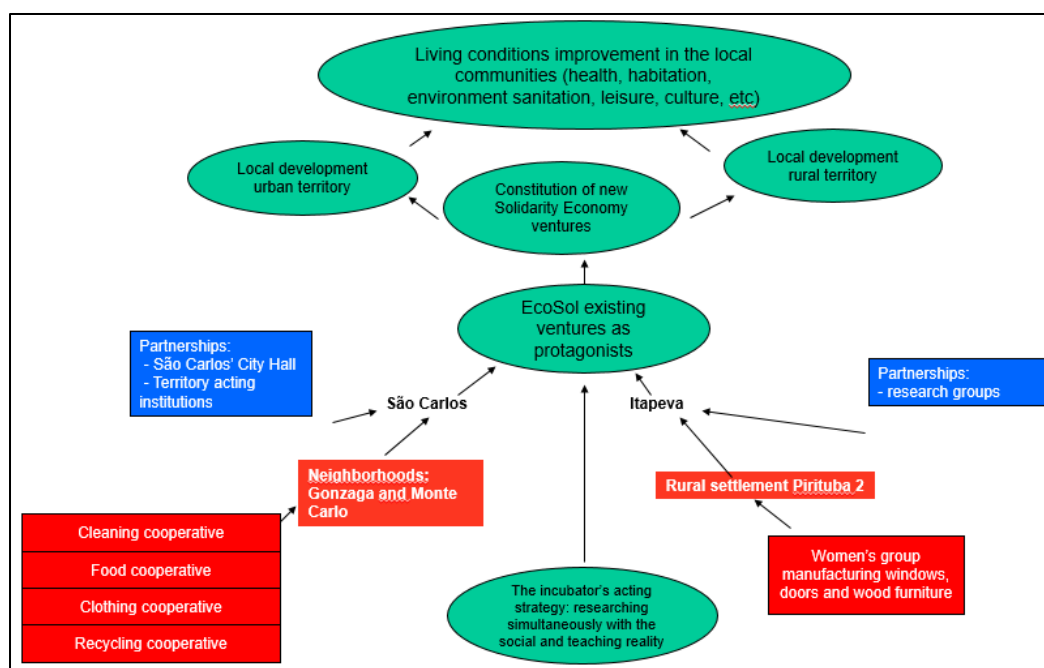 Living conditions improvement in the local
communities (health, habitation,
environment sanitation, leisure, culture, etc)
Local development
urban territory
Local development
rural territory
Constitution of new
Solidarity Economy
ventures
EcoSol existing
ventures as
protagonists
Partnerships:
- São Carlos' City Hall
- Territory acting
institutions
Partnerships:
- research groups
São Carlos
Itapeva
Neighborhoods:
Gonzaga and Monte
Carlo
Rural settlement Pirituba 2
Cleaning cooperative
Food cooperative
Clothing cooperative
Recycling cooperative
Women's group
manufacturing windows,
doors and wood furniture
The incubator's acting
strategy: researching
simultaneously with the
social and teaching reality